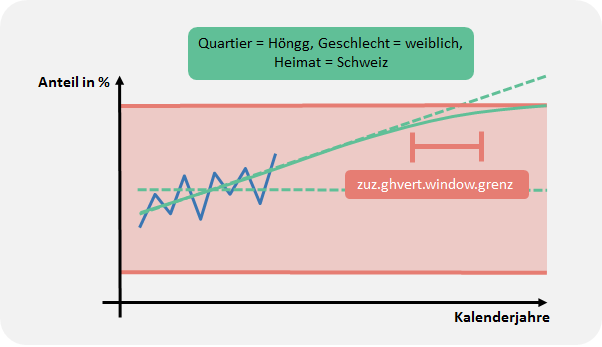 Quartier = Höngg, Geschlecht = weiblich,
Heimat = Schweiz
Anteil in %
zuz.ghvert.window.grenz
Kalenderjahre